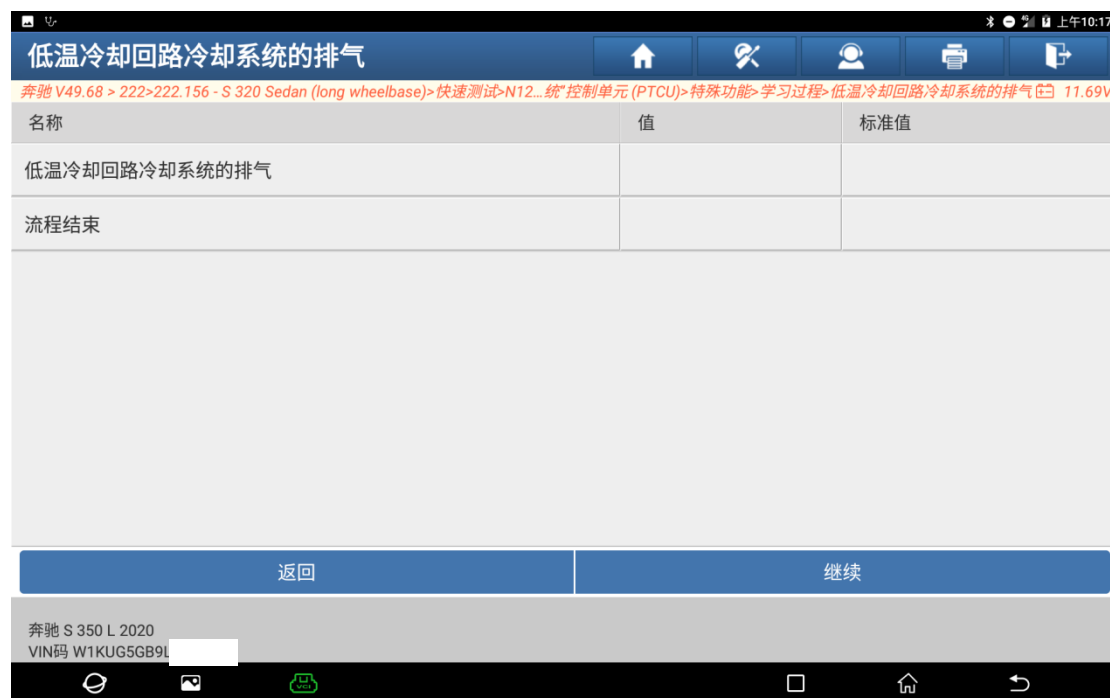 上午10:17
低温冷却回路冷却系统的排气
奔驰 V49.68 > 222>222.156 - S 320 Sedan (long wheelbase)>快速测试>N12...统"控制单元 (PTCU)>特殊功能>学习过程>低温冷却回路冷却系统的排气 11.69V
名称 值 标准值
低温冷却回路冷却系统的排气
流程结束
返回 继续
奔驰 S 350 L 2020
VIN码 W1KUG5GB9L
VCI